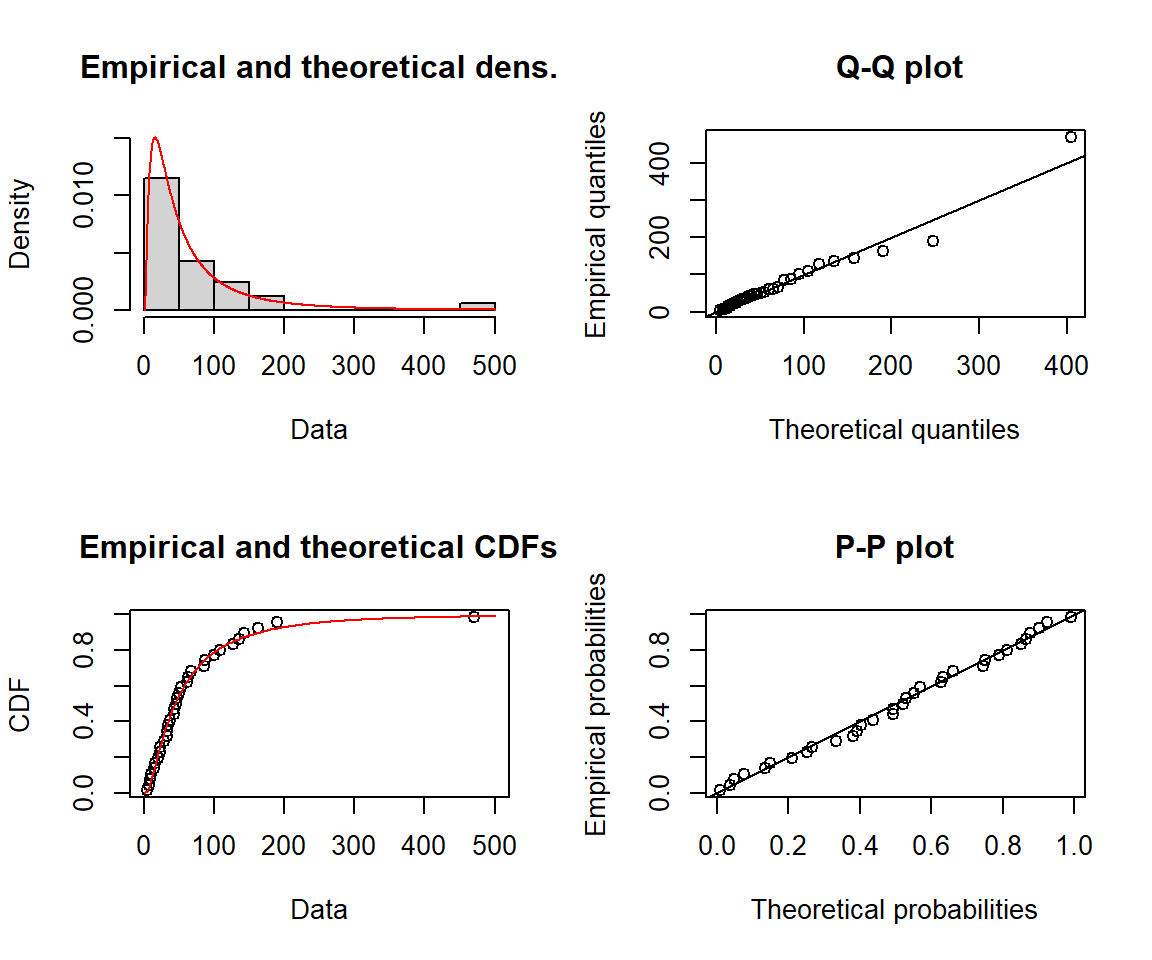 Empirical and theoretical dens.
Density
0.000 0.010
0 100 200 300 400 500
Data
Q-Q plot
Empirical quantiles
0 200 400
0 100 200 300 400
Theoretical quantiles
Empirical and theoretical CDFs
CDF
0.0 0.4 0.8
0 100 200 300 400 500
Data
P-P plot
Empirical probabilities
0.0 0.4 0.8
0.0 0.2 0.4 0.6 0.8 1.0
Theoretical probabilities